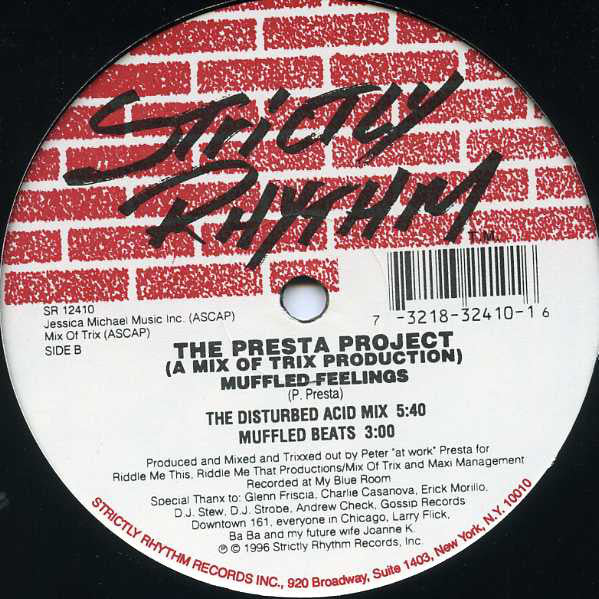 STRICTLY
RHYTHM
T.M.
SR 12410
Jessica Michael Music Inc. (ASCAP)
Mix Of Trix (ASCAP)
SIDE B
7 -3218-32410-1 6
THE PRESTA PROJECT
(A MIX OF TRIX PRODUCTION)
MUFFLED FEELINGS
(P. Presta)
THE DISTURBED ACID MIX 5:40
MUFFLED BEATS 3:00
Produced and Mixed and Trixxed out by Peter "at work" Presta for
Riddle Me This, Riddle Me That Productions/Mix Of Trix and Maxi Management
Recorded at My Blue Room
Special Thanx to: Glenn Friscia, Charlie Casanova, Erick Morillo,
D.J. Stew, D.J. Strobe, Andrew Check, Gossip Records
Downtown 161, everyone in Chicago, Larry Flick,
Ba Ba and my future wife Joanne K.
℗ © 1996 Strictly Rhythm Records, Inc.
STRICTLY RHYTHM RECORDS INC., 920 Broadway, Suite 1403, New York, N.Y. 10010